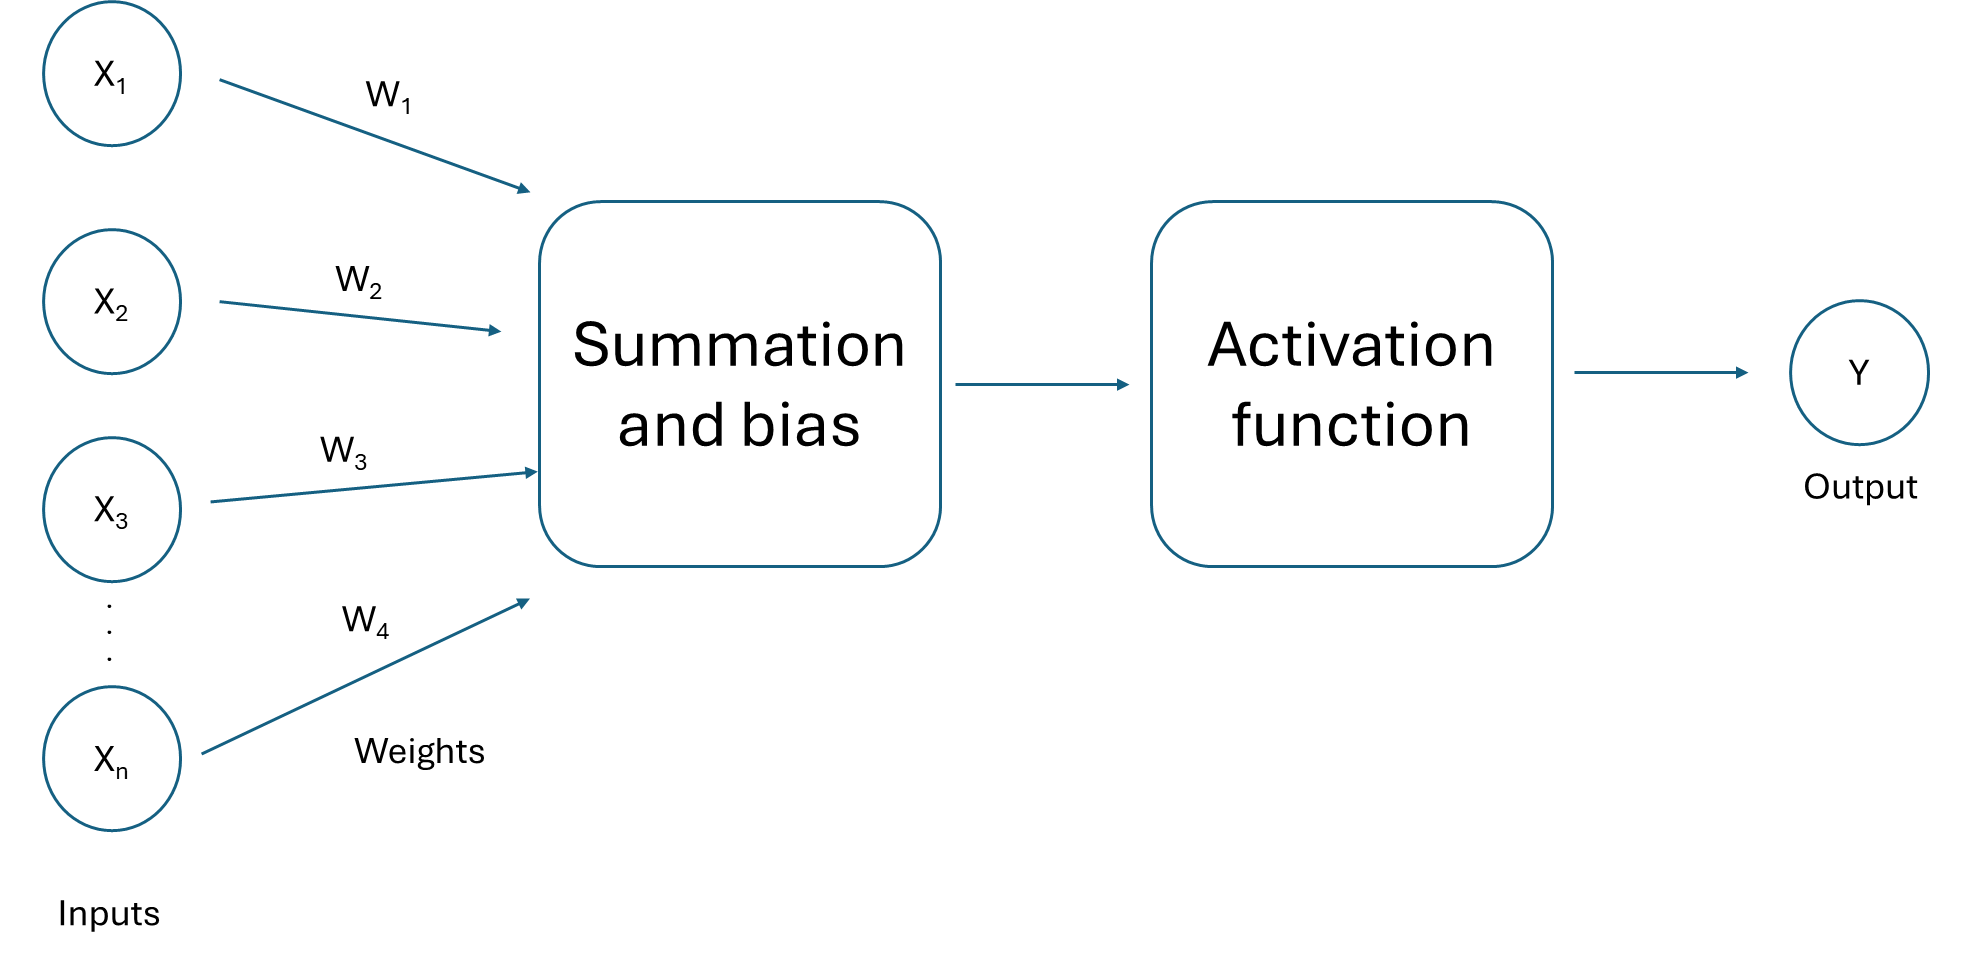 X₁
W₁
X₂
W₂
X₃
W₃
.
.
.
Xₙ
W₄
Weights
Inputs
Summation
and bias
Activation
function
Y
Output